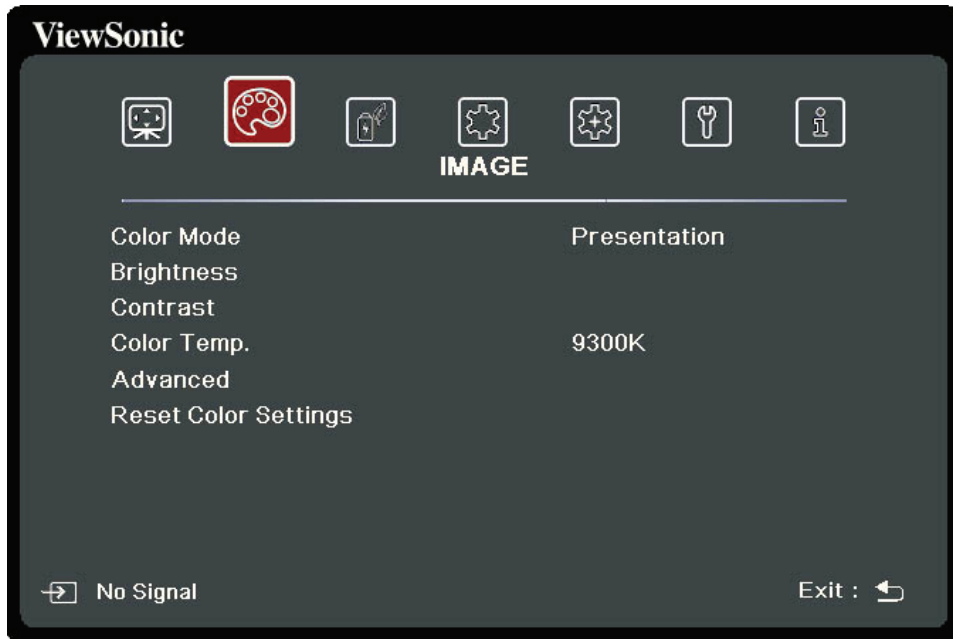 ViewSonic
IMAGE
Color Mode Presentation
Brightness
Contrast
Color Temp. 9300K
Advanced
Reset Color Settings
No Signal Exit :